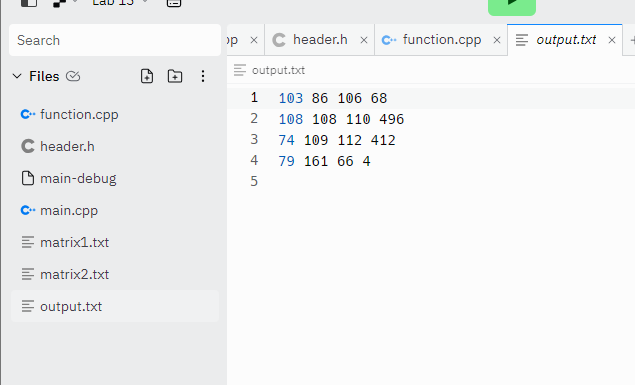 Lab 15
Search
Files
function.cpp
header.h
main-debug
main.cpp
matrix1.txt
matrix2.txt
output.txt
pp × header.h × function.cpp × output.txt × +
output.txt
1 103 86 106 68
2 108 108 110 496
3 74 109 112 412
4 79 161 66 4
5